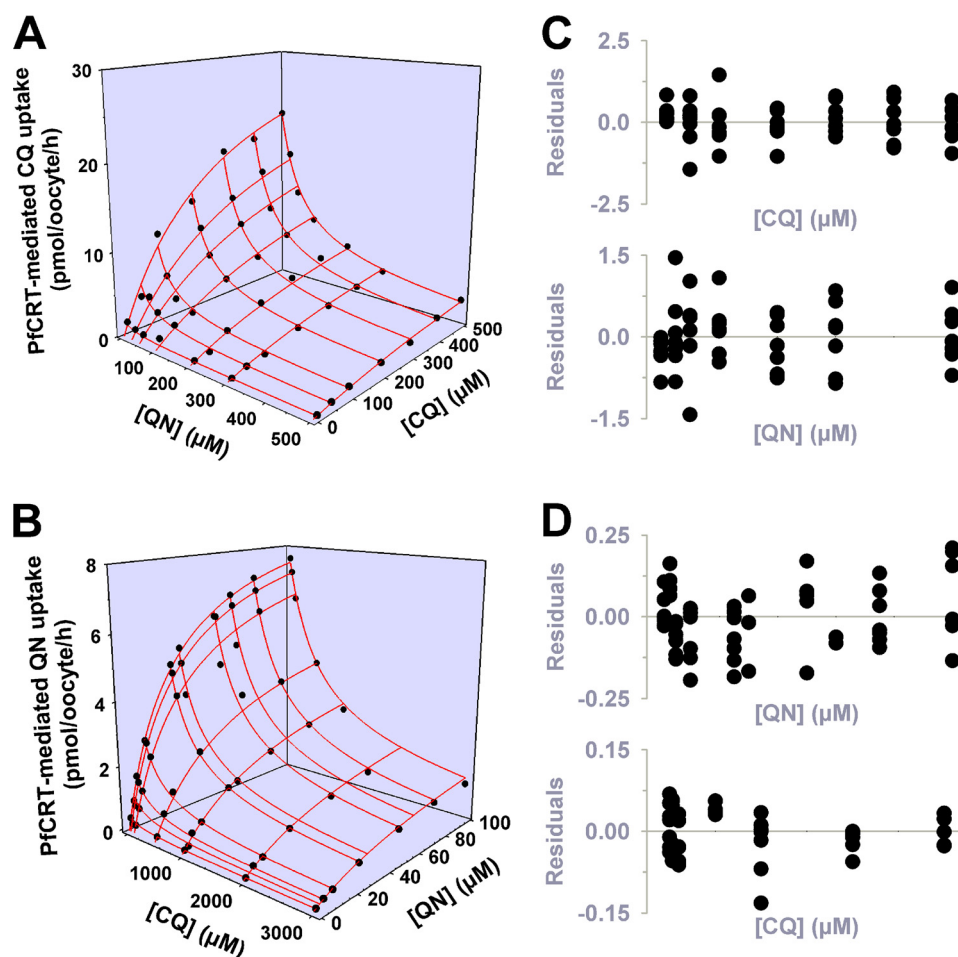 A
PfCRT-mediated CQ uptake
(pmol/oocyte/h)
30
20
10
0
100
200
300
400
500
[QN] (µM)
0
100
200
300
400
500
[CQ] (µM)
B
PfCRT-mediated QN uptake
(pmol/oocyte/h)
8
6
4
2
0
1000
2000
3000
[CQ] (µM)
0
20
40
60
80
100
[QN] (µM)
C
Residuals
2.5
0.0
-2.5
[CQ] (µM)
Residuals
1.5
0.0
-1.5
[QN] (µM)
D
Residuals
0.25
0.00
-0.25
[QN] (µM)
Residuals
0.15
0.00
-0.15
[CQ] (µM)